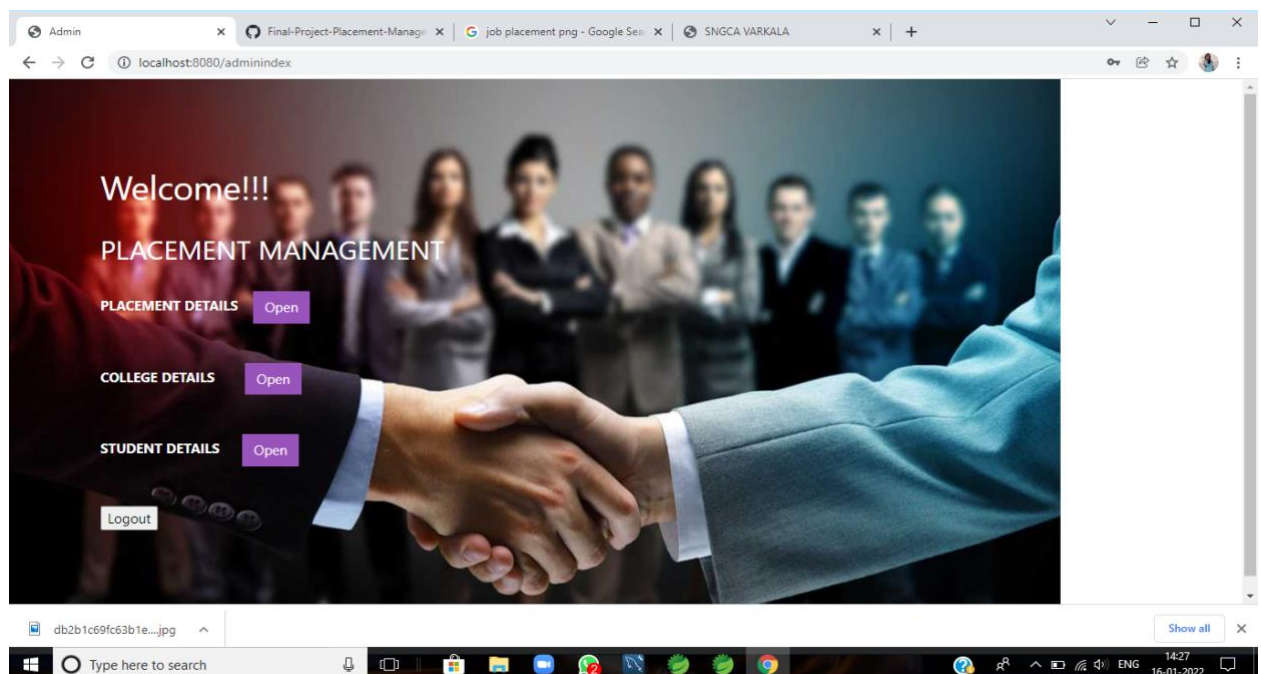 Admin
Final-Project-Placement-Manage
job placement png - Google Sea
SNGCA VARKALA
localhost:8080/adminindex
Welcome!!!
PLACEMENT MANAGEMENT
PLACEMENT DETAILS Open
COLLEGE DETAILS Open
STUDENT DETAILS Open
Logout
db2b1c69fc63b1e....jpg
Show all
Type here to search
2
ENG
14:27
16-01-2022